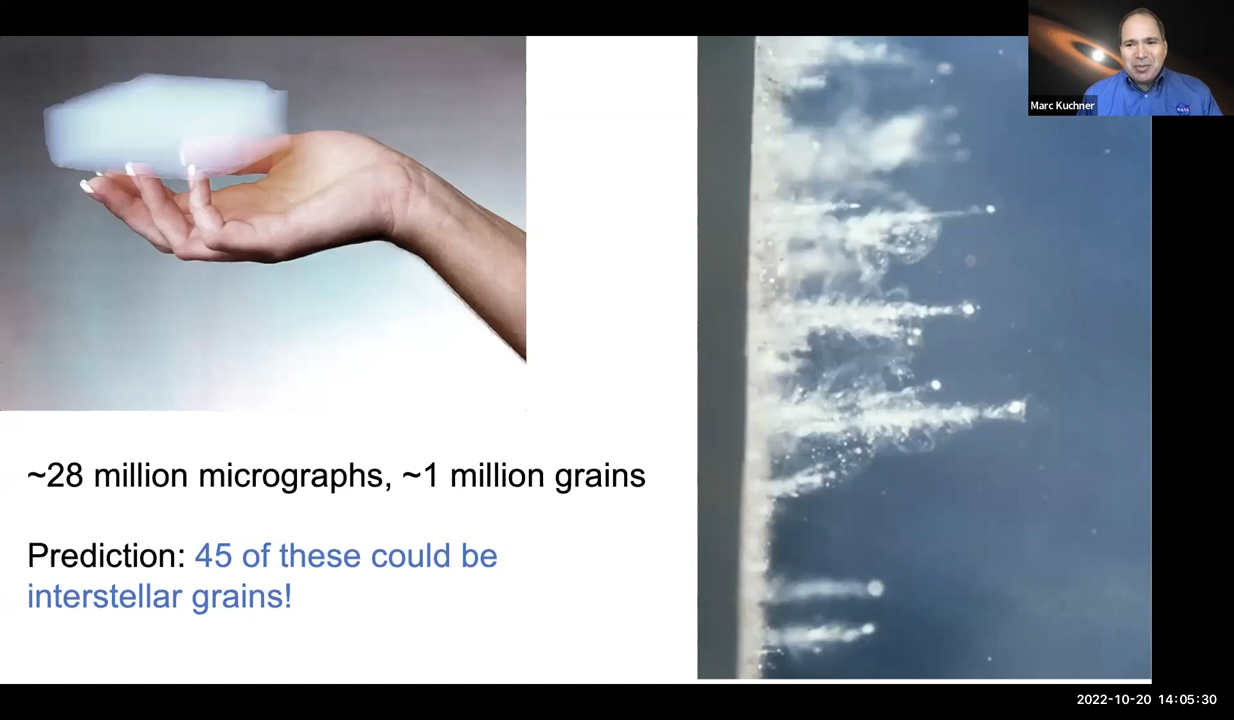 Marc Kuchner
NASA
~28 million micrographs, ~1 million grains
Prediction: 45 of these could be
interstellar grains!
2022-10-20 14:05:30